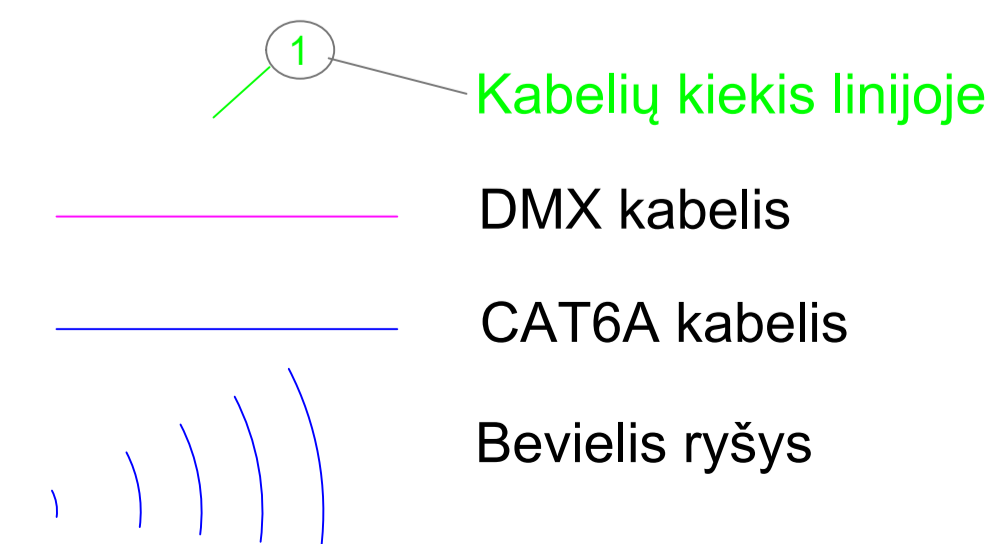 1
Kabelių kiekis linijoje
DMX kabelis
CAT6A kabelis
Bevielis ryšys